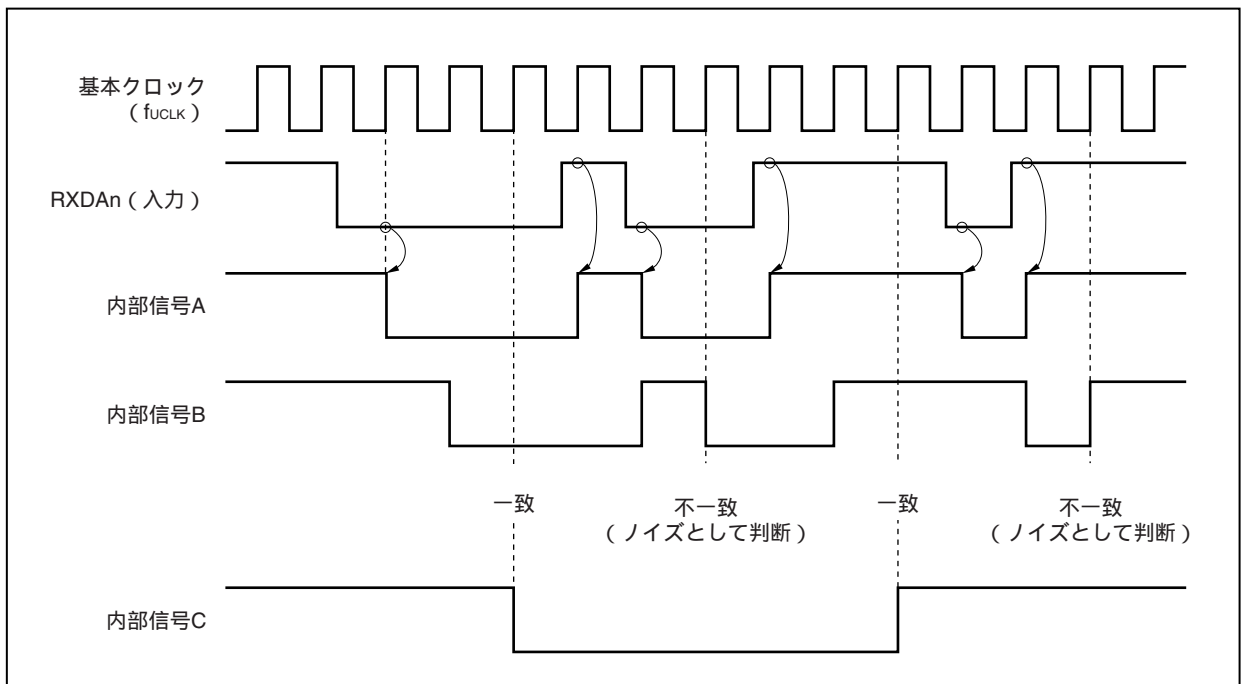 基本クロック
（fUCLK）
RXDAn（入力）
内部信号A
内部信号B
一致
不一致
（ノイズとして判断）
一致
不一致
（ノイズとして判断）
内部信号C